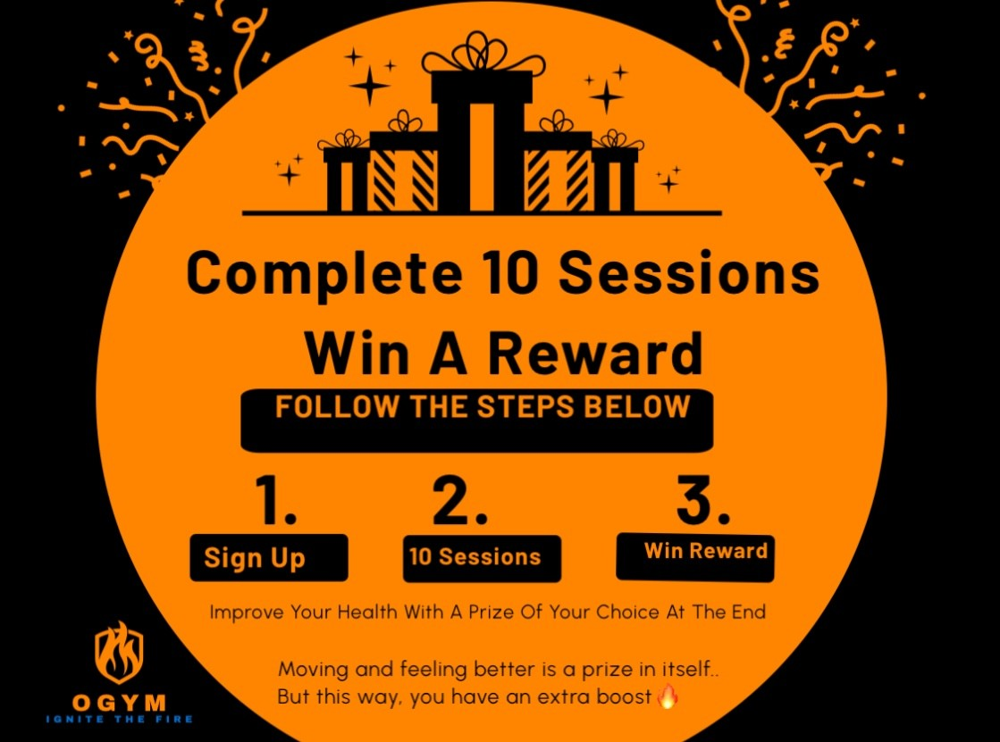 Complete 10 Sessions
Win A Reward
FOLLOW THE STEPS BELOW
1. 2. 3.
Sign Up 10 Sessions Win Reward
Improve Your Health With A Prize Of Your Choice At The End
Moving and feeling better is a prize in itself..
But this way, you have an extra boost🔥
OGYM
IGNITE THE FIRE